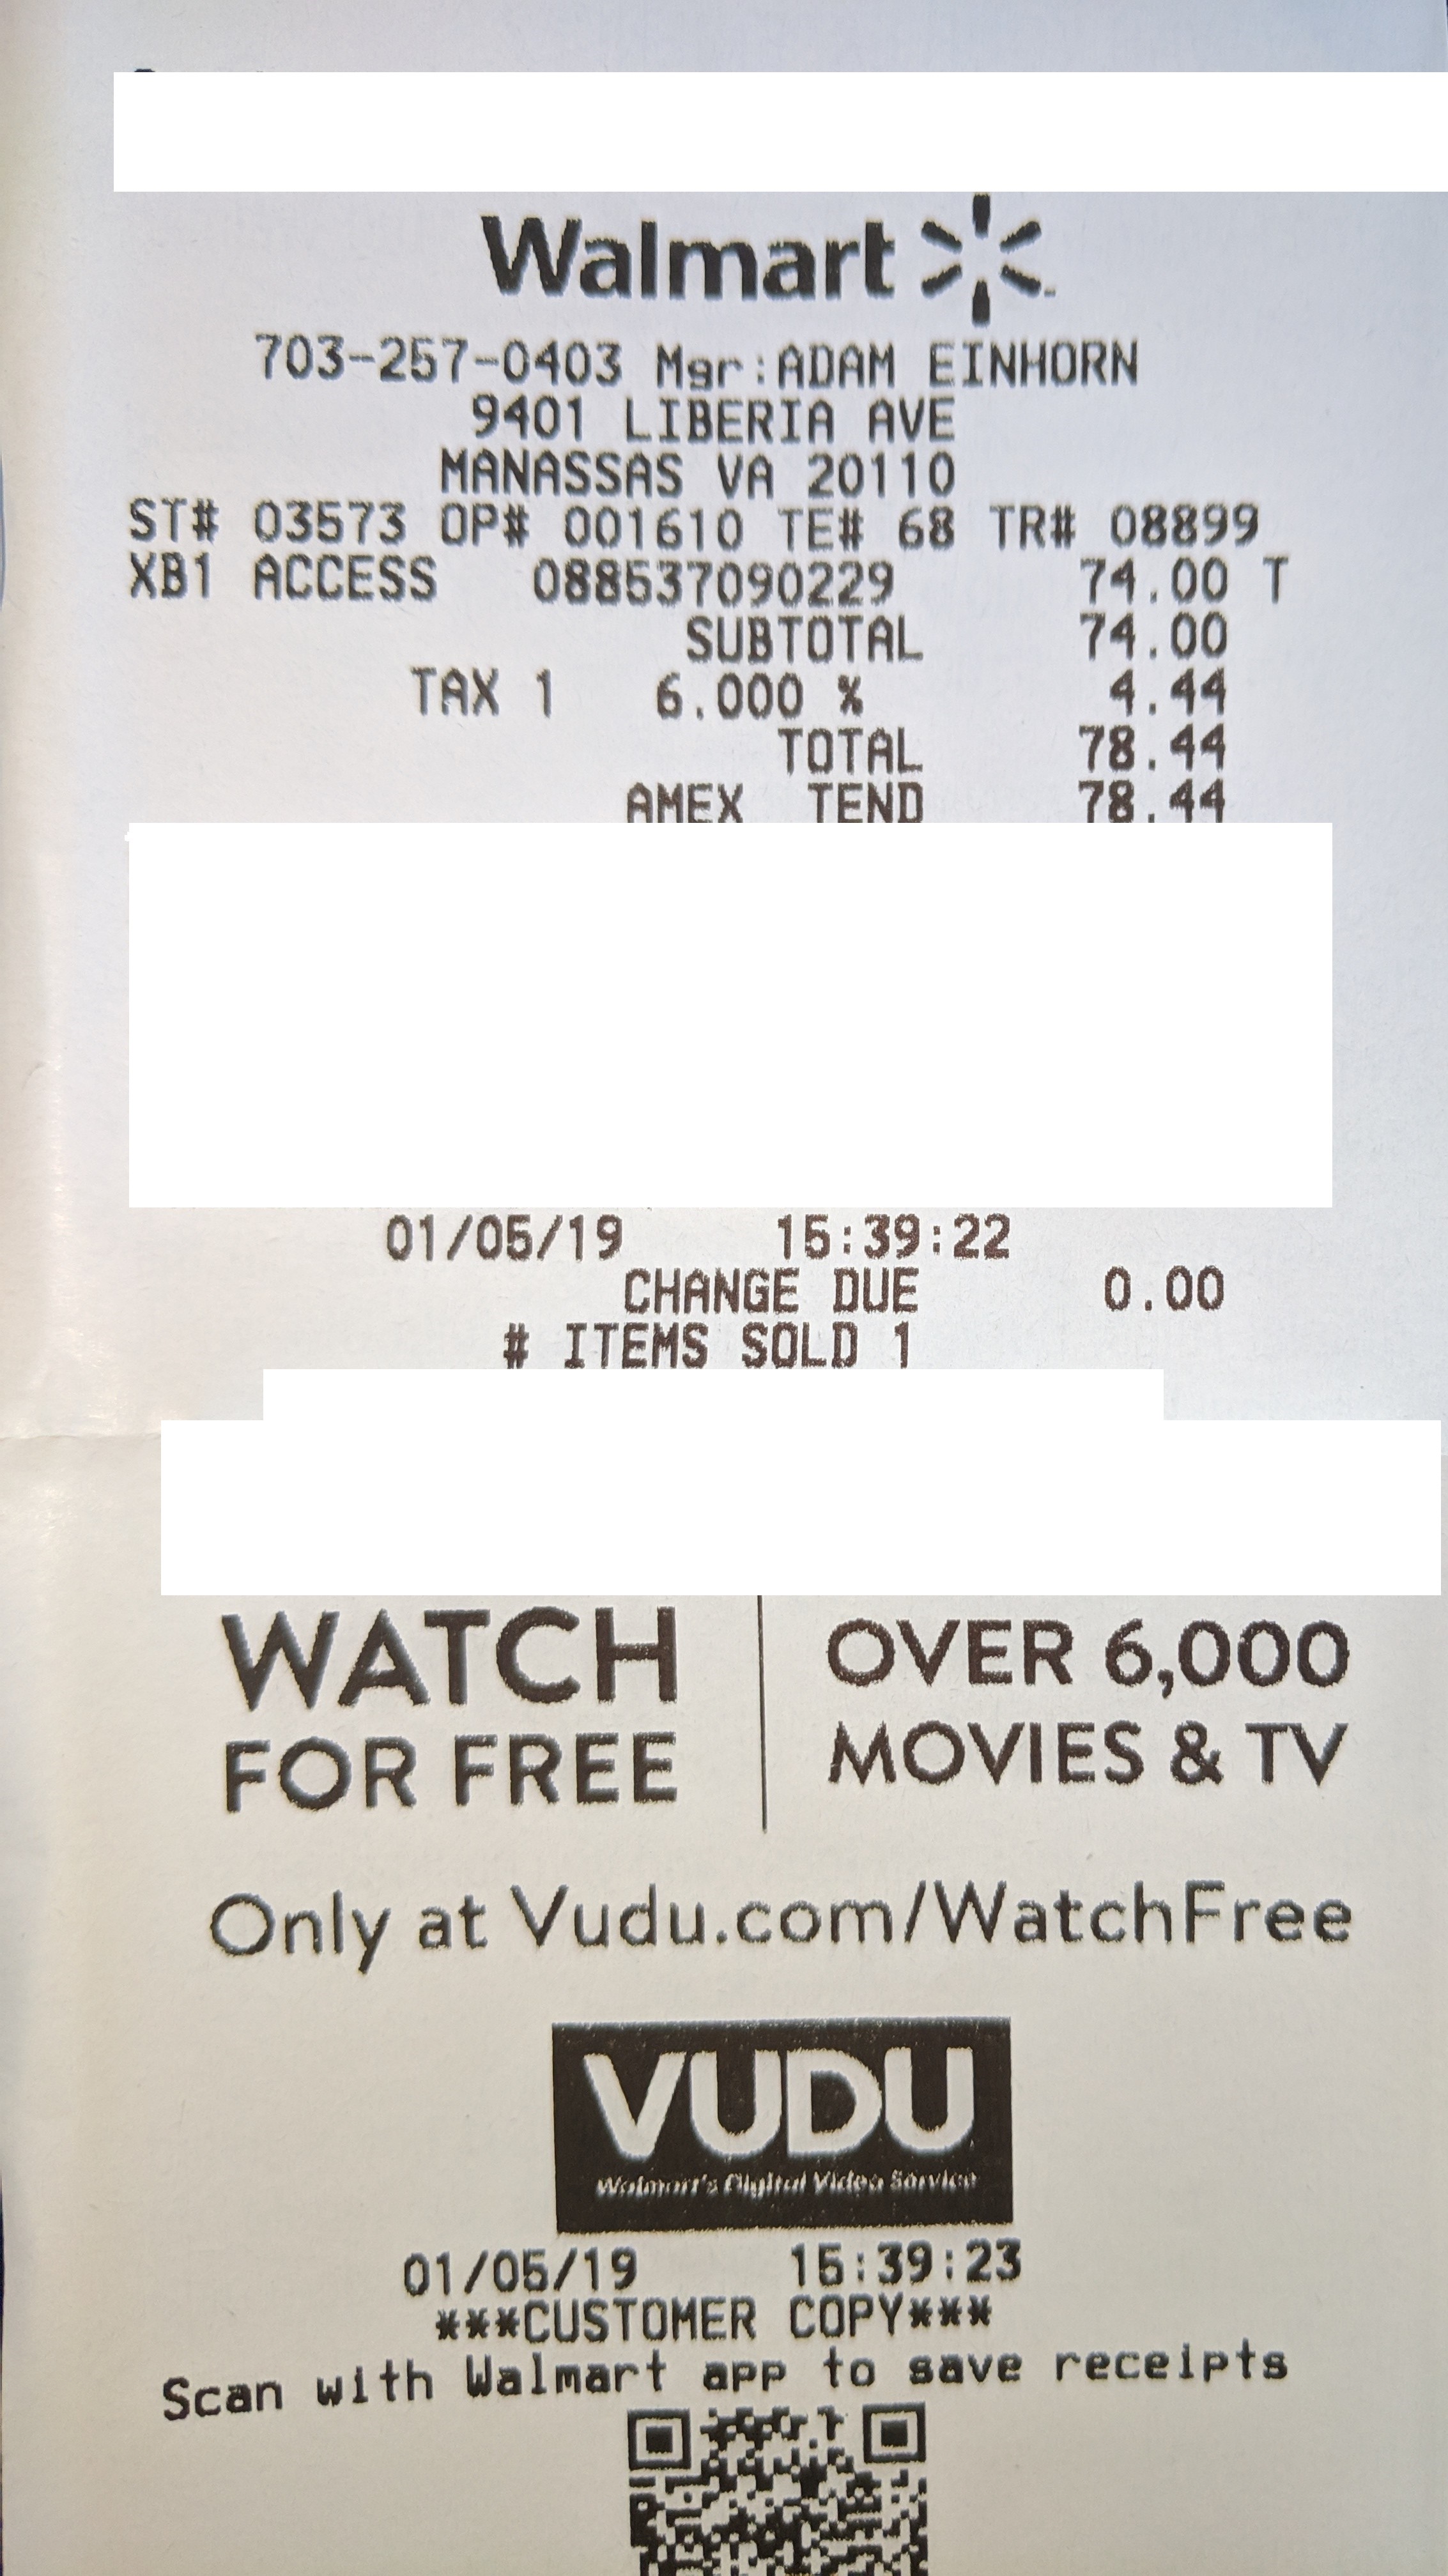 Walmart
703-257-0403 Mgr:ADAM EINHORN
9401 LIBERIA AVE
MANASSAS VA 20110
ST# 03573 OP# 001610 TE# 68 TR# 08899
XB1 ACCESS 088537090229 74.00 T
SUBTOTAL 74.00
TAX 1 6.000 % 4.44
TOTAL 78.44
AMEX TEND 78.44
01/05/19 15:39:22
CHANGE DUE 0.00
# ITEMS SOLD 1
WATCH
FOR FREE
OVER 6,000
MOVIES & TV
Only at Vudu.com/WatchFree
VUDU
Walmart's Digital Video Service
01/05/19 15:39:23
***CUSTOMER COPY***
Scan with Walmart app to save receipts